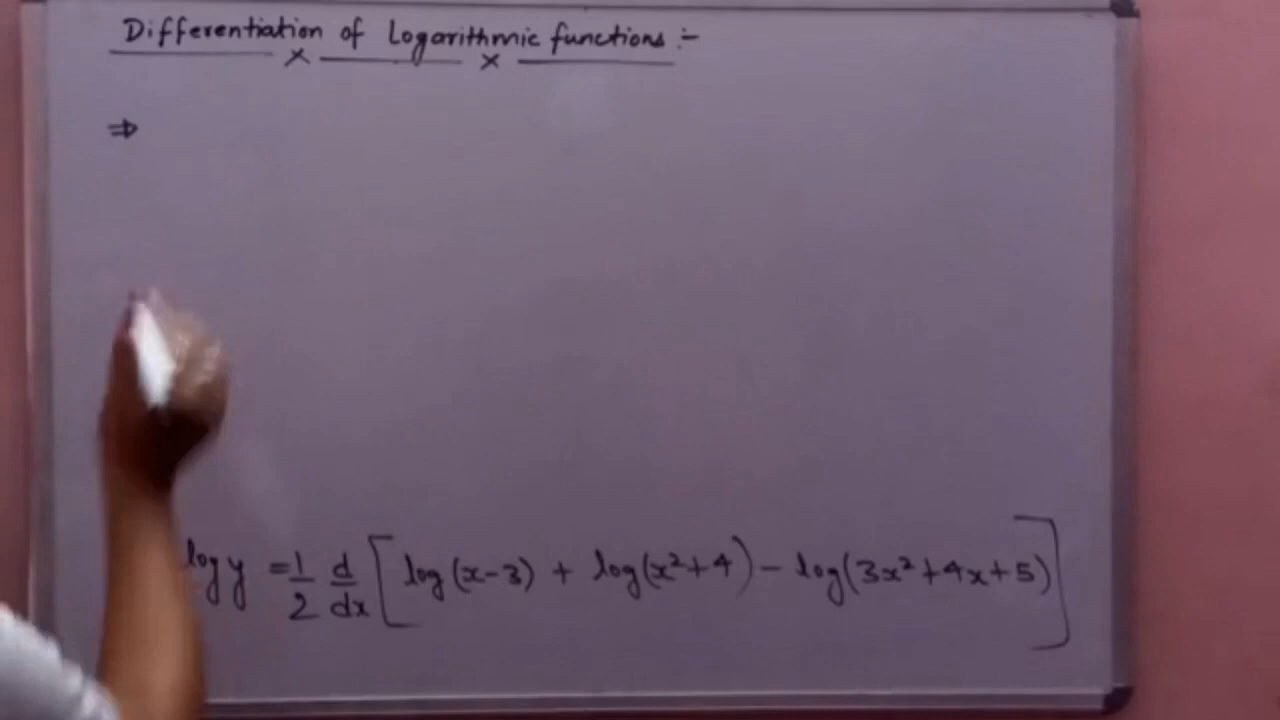 Differentiation of Logarithmic functions :-
⇒
log y = 1/2 d/dx [ log(x-3) + log(x²+4) - log(3x²+4x+5) ]